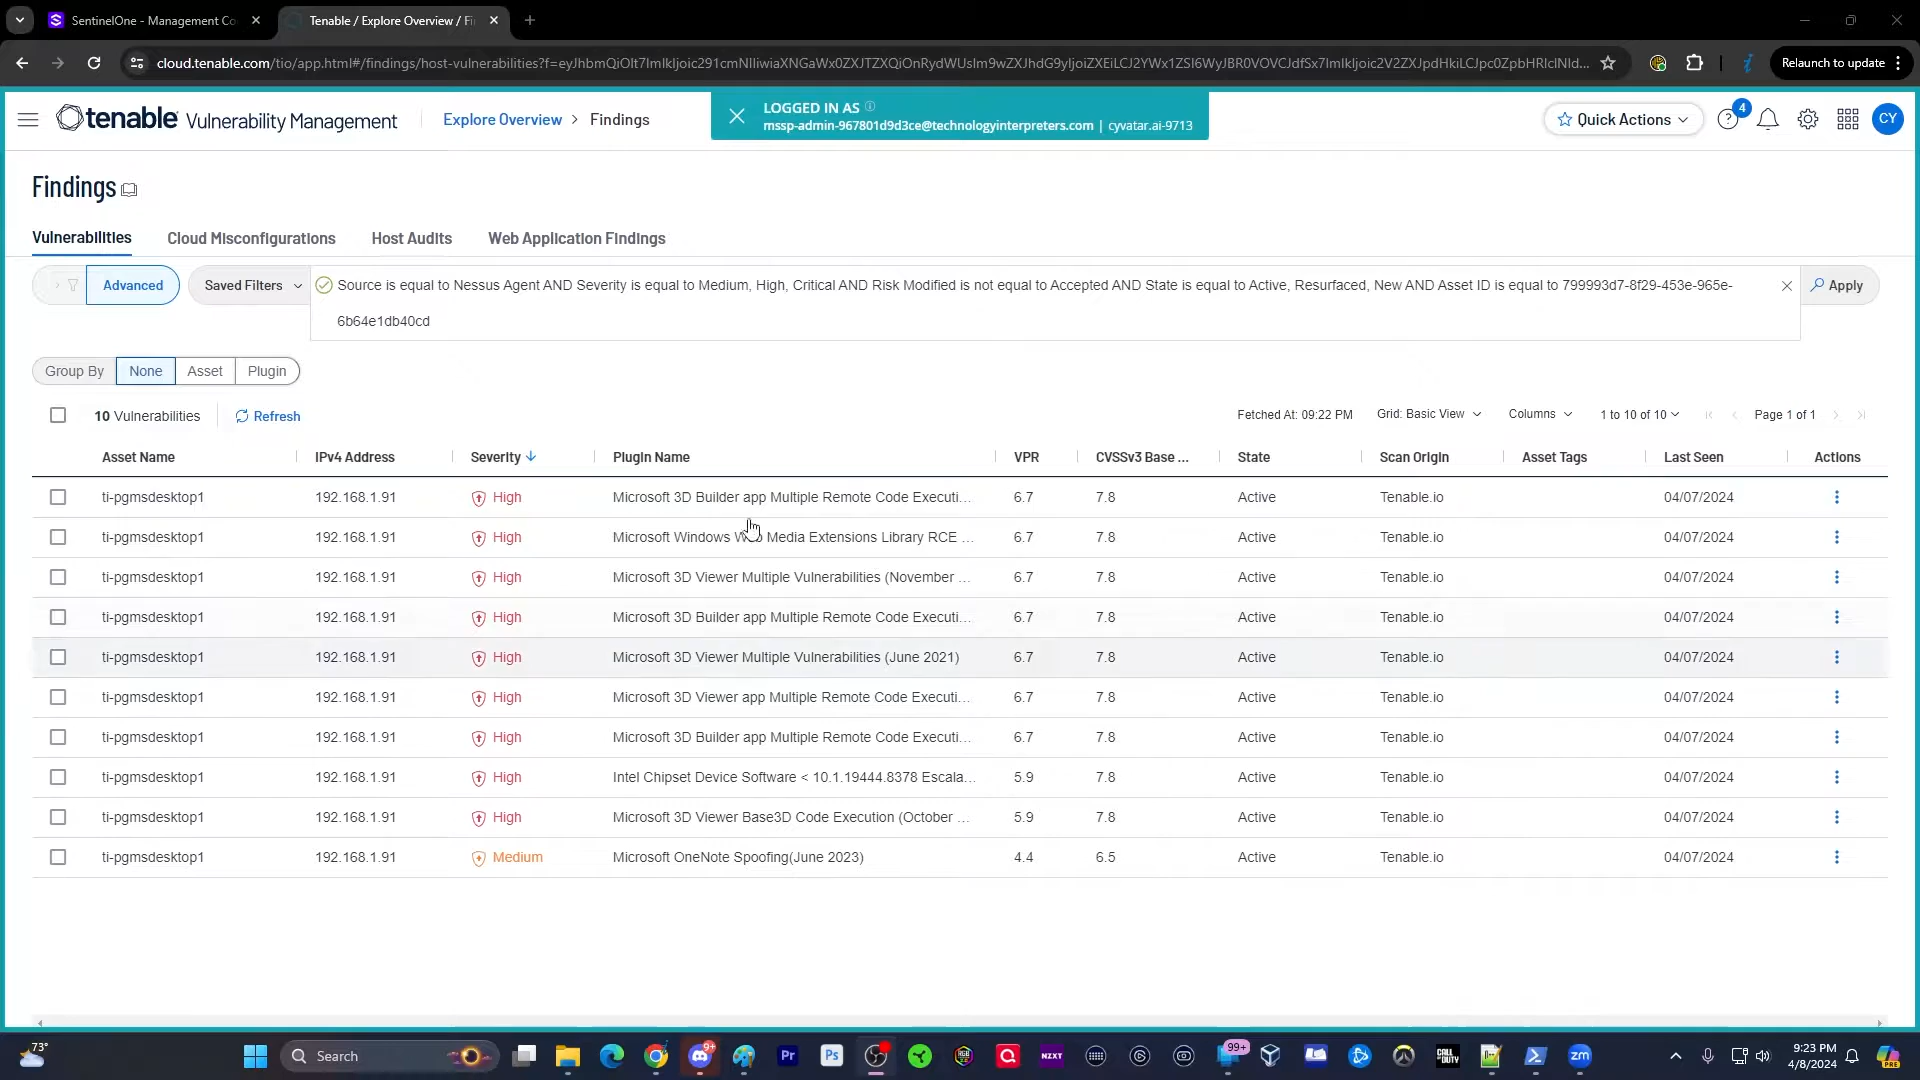 SentinelOne - Management Co
Tenable / Explore Overview / Fi
cloud.tenable.com/tio/app.html#/findings/host-vulnerabilities?f=
Relaunch to update
tenable Vulnerability Management
Explore Overview > Findings
LOGGED IN AS
mssp-admin-967801d9d3ce@technologyinterpreters.com | cyvatar.ai-9713
Quick Actions
4
CY
Findings
Vulnerabilities
Cloud Misconfigurations
Host Audits
Web Application Findings
Advanced
Saved Filters
Source is equal to Nessus Agent AND Severity is equal to Medium, High, Critical AND Risk Modified is not equal to Accepted AND State is equal to Active, Resurfaced, New AND Asset ID is equal to 799993d7-8f29-453e-965e-
6b64e1db40cd
Apply
Group By None Asset Plugin
10 Vulnerabilities
Refresh
Fetched At: 09:22 PM
Grid: Basic View
Columns
1 to 10 of 10
Page 1 of 1
Asset Name IPv4 Address Severity Plugin Name VPR CVSSv3 Base ... State Scan Origin Asset Tags Last Seen Actions
ti-pgmsdesktop1 192.168.1.91 High Microsoft 3D Builder app Multiple Remote Code Executi... 6.7 7.8 Active Tenable.io 04/07/2024
ti-pgmsdesktop1 192.168.1.91 High Microsoft Windows Media Extensions Library RCE ... 6.7 7.8 Active Tenable.io 04/07/2024
ti-pgmsdesktop1 192.168.1.91 High Microsoft 3D Viewer Multiple Vulnerabilities (November ... 6.7 7.8 Active Tenable.io 04/07/2024
ti-pgmsdesktop1 192.168.1.91 High Microsoft 3D Builder app Multiple Remote Code Executi... 6.7 7.8 Active Tenable.io 04/07/2024
ti-pgmsdesktop1 192.168.1.91 High Microsoft 3D Viewer Multiple Vulnerabilities (June 2021) 6.7 7.8 Active Tenable.io 04/07/2024
ti-pgmsdesktop1 192.168.1.91 High Microsoft 3D Viewer app Multiple Remote Code Executi... 6.7 7.8 Active Tenable.io 04/07/2024
ti-pgmsdesktop1 192.168.1.91 High Microsoft 3D Builder app Multiple Remote Code Executi... 6.7 7.8 Active Tenable.io 04/07/2024
ti-pgmsdesktop1 192.168.1.91 High Intel Chipset Device Software < 10.1.19444.8378 Escala... 5.9 7.8 Active Tenable.io 04/07/2024
ti-pgmsdesktop1 192.168.1.91 High Microsoft 3D Viewer Base3D Code Execution (October ... 5.9 7.8 Active Tenable.io 04/07/2024
ti-pgmsdesktop1 192.168.1.91 Medium Microsoft OneNote Spoofing(June 2023) 4.4 6.5 Active Tenable.io 04/07/2024
73°
Search
9+
Pr
Ps
NZXT
99+
CALL DUTY
zm
9:23 PM
4/8/2024
PRE